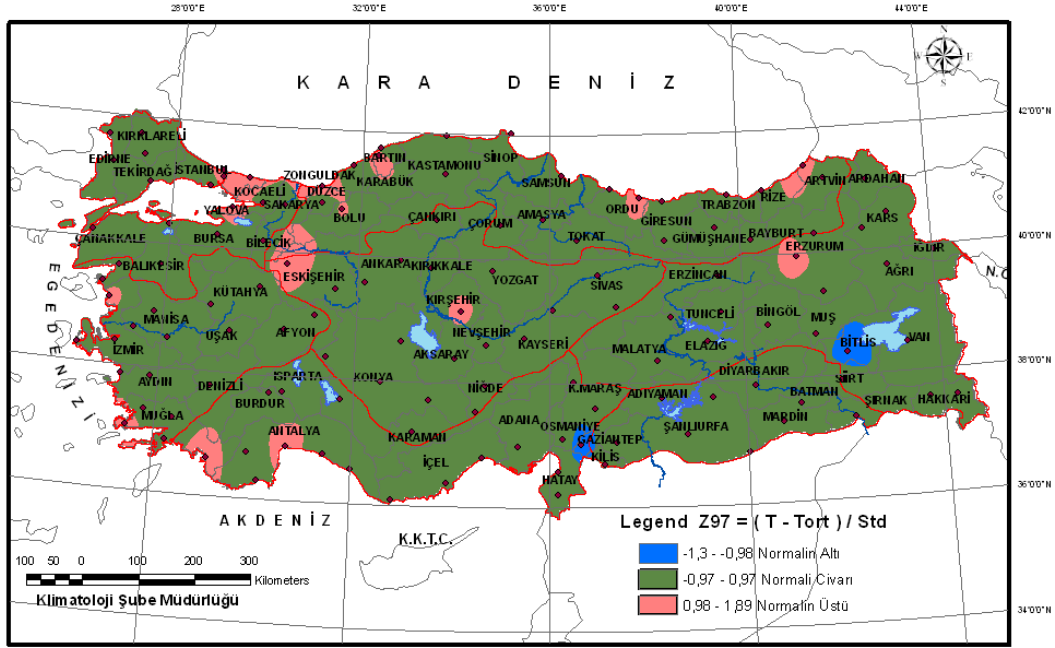 28°0'0"E 32°0'0"E 36°0'0"E 40°0'0"E 44°0'0"E
N
W E
S
KARA DENİZ
42°0'0"N
KIRKLARELİ
EDİRNE
TEKİRDAĞ
İSTANBUL
KOCAELİ
YALOVA
SAKARYA
ZONGULDAK
DÜZCE
BOLU
BARTIN
KARABÜK
KASTAMONU
SİNOP
SAMSUN
ORDU
GİRESUN
TRABZON
RİZE
ARTVİN
ARDAHAN
KARS
40°0'0"N
ÇANAKKALE
BURSA
BİLECİK
ÇANKIRI
ÇORUM
AMASYA
TOKAT
GÜMÜŞHANE
BAYBURT
ERZURUM
IĞDIR
AĞRI
N.C
BALIKESİR
ESKİŞEHİR
KÜTAHYA
ANKARA
KIRIKKALE
YOZGAT
SİVAS
ERZİNCAN
EGE DENİZİ
MANİSA
UŞAK
AFYON
KIRŞEHİR
NEVŞEHİR
KAYSERİ
TUNCELİ
BİNGÖL
MUŞ
BİTLİS
VAN
38°0'0"N
İZMİR
AKSARAY
MALATYA
ELAZIĞ
DİYARBAKIR
SİİRT
AYDIN
DENİZLİ
ISPARTA
BURDUR
KONYA
NİĞDE
K.MARAŞ
ADIYAMAN
BATMAN
MARDİN
ŞIRNAK
HAKKARİ
MUĞLA
ANTALYA
KARAMAN
İÇEL
ADANA
OSMANİYE
GAZİANTEP
KİLİS
ŞANLIURFA
HATAY
36°0'0"N
AKDENİZ
K.K.T.C.
Legend Z97 = ( T - Tort ) / Std
-1,3 - -0,98 Normalin Altı
-0,97 - 0,97 Normali Civarı
0,98 - 1,89 Normalin Üstü
100 50 0 100 200 300
Kilometers
Klimatoloji Şube Müdürlüğü
34°0'0"N